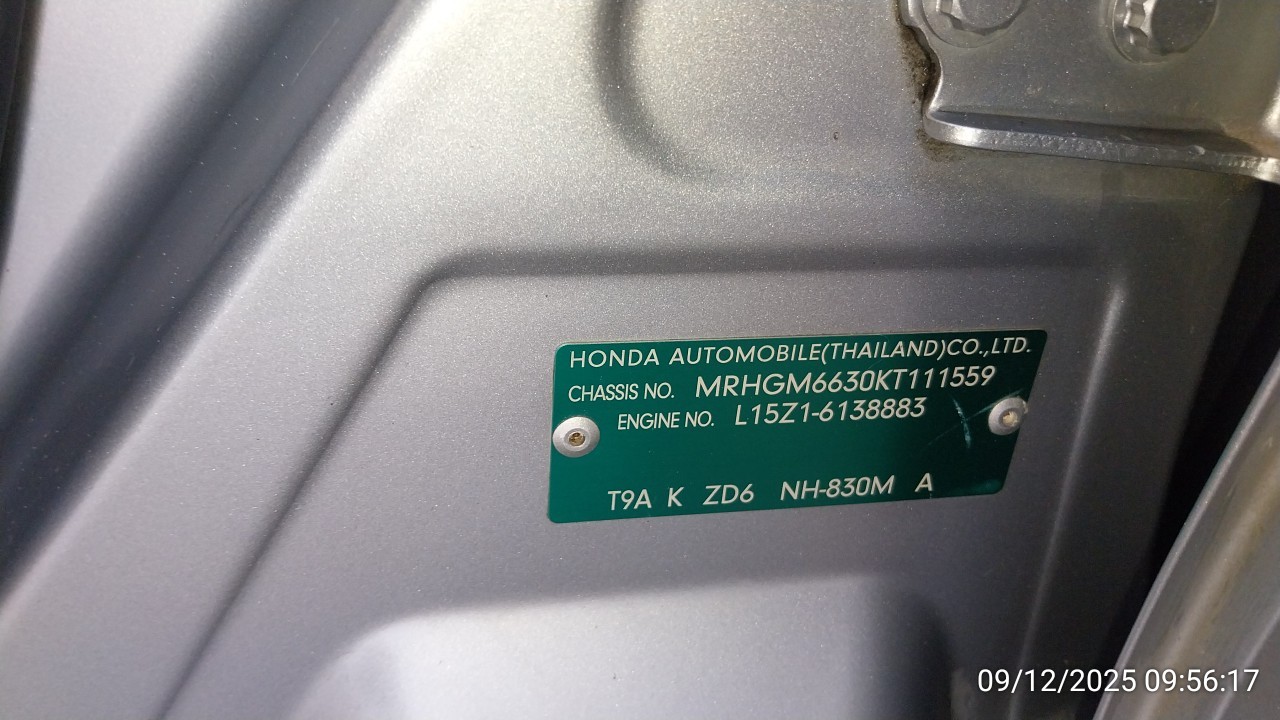 HONDA AUTOMOBILE(THAILAND)CO.,LTD.
CHASSIS NO. MRHGM6630KT111559
ENGINE NO. L15Z1-6138883
T9A K ZD6 NH-830M A
09/12/2025 09:56:17